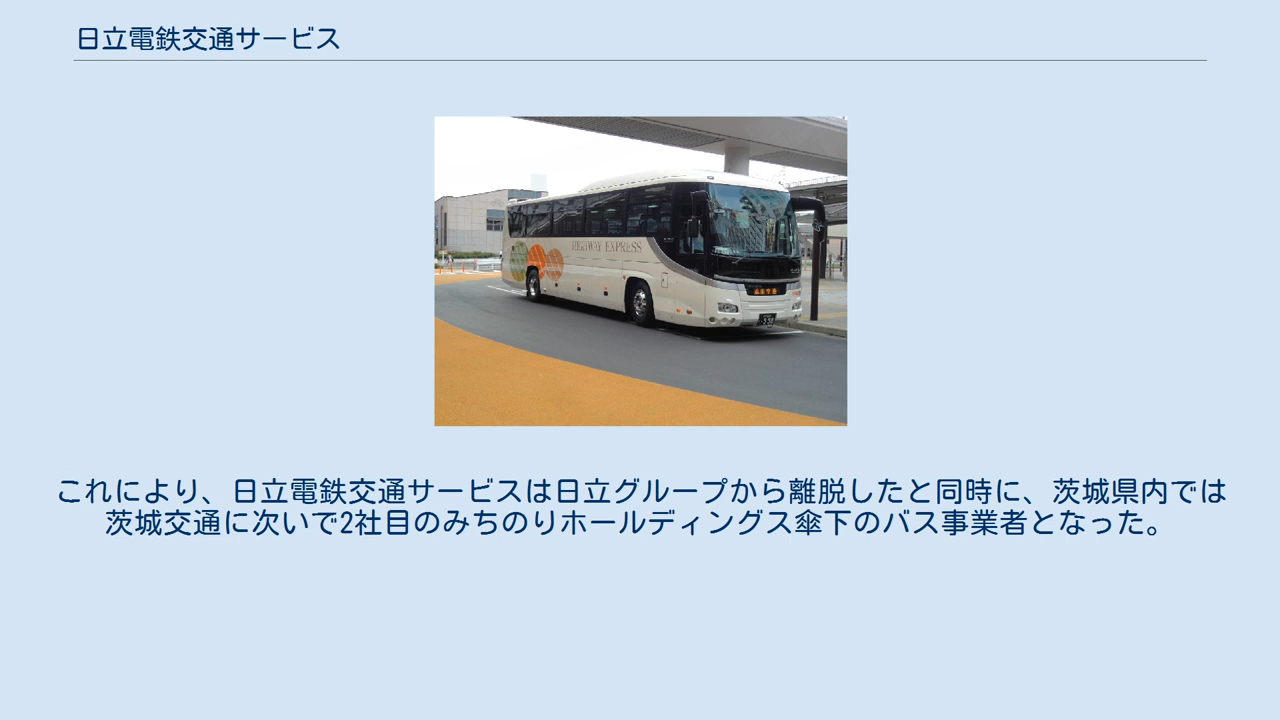 日立電鉄交通サービス
HIGHWAY EXPRESS
これにより、日立電鉄交通サービスは日立グループから離脱したと同時に、茨城県内では
茨城交通に次いで2社目のみちのりホールディングス傘下のバス事業者となった。